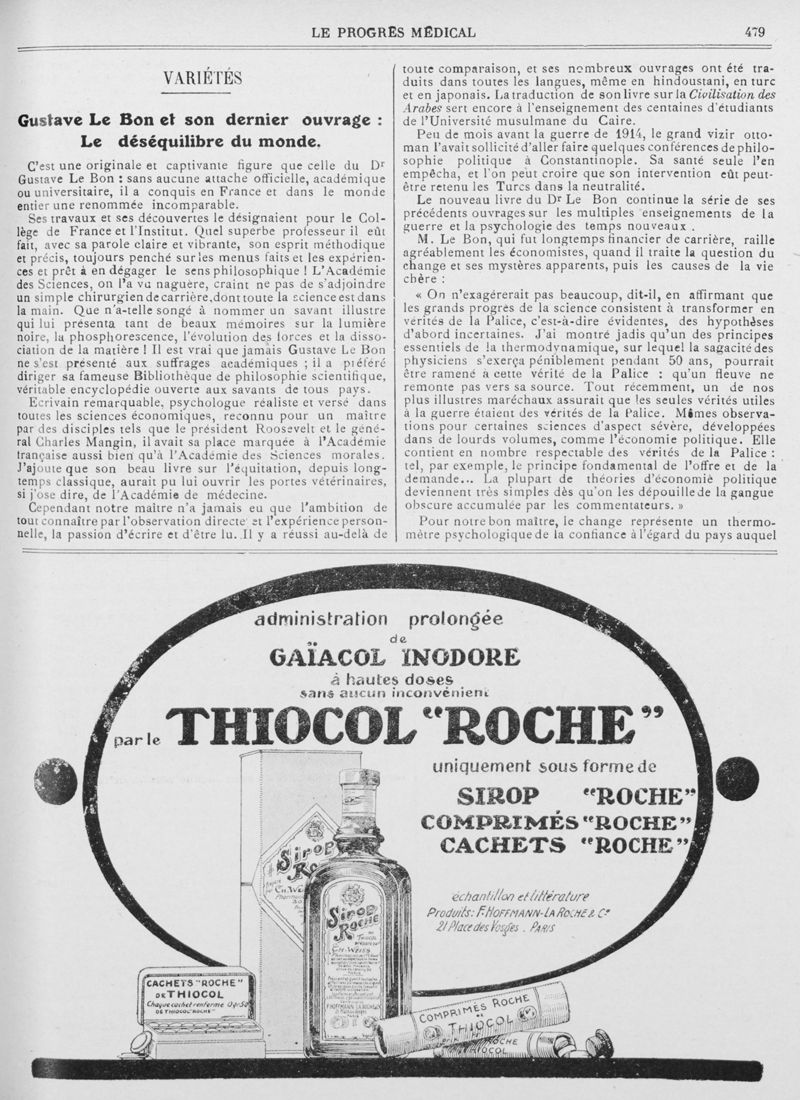 LE PROGRÈS MÉDICAL 479
VARIÉTÉS
Gustave Le Bon et son dernier ouvrage :
Le déséquilibre du monde.
C'est une originale et captivante figure que celle du Dr
Gustave Le Bon : sans aucune attache officielle, académique
ou universitaire, il a conquis en France et dans le monde
entier une renommée incomparable.
Ses travaux et ses découvertes le désignaient pour le Col-
lège de France et l'Institut. Quel superbe professeur il eût
fait, avec sa parole claire et vibrante, son esprit méthodique
et précis, toujours penché sur les menus faits et les expérien-
ces et prêt à en dégager le sens philosophique ! L'Académie
des Sciences, on l'a vu naguère, craint ne pas de s'adjoindre
un simple chirurgien de carrière, dont toute la science est dans
la main. Que n'a-telle songé à nommer un savant illustre
qui lui présenta tant de beaux mémoires sur la lumière
noire, la phosphorescence, l'évolution des forces et la disso-
ciation de la matière ! Il est vrai que jamais Gustave Le Bon
ne s'est présenté aux suffrages académiques ; il a préféré
diriger sa fameuse Bibliothèque de philosophie scientifique,
véritable encyclopédie ouverte aux savants de tous pays.
Ecrivain remarquable, psychologue réaliste et versé dans
toutes les sciences économiques, reconnu pour un maître
par des disciples tels que le président Roosevelt et le géné-
ral Charles Mangin, il avait sa place marquée à l'Académie
française aussi bien qu'à l'Académie des Sciences morales.
J'ajoute que son beau livre sur l'équitation, depuis long-
temps classique, aurait pu lui ouvrir les portes vétérinaires,
si j'ose dire, de l'Académie de médecine.
Cependant notre maître n'a jamais eu que l'ambition de
tout connaître par l'observation directe et l'expérience person-
nelle, la passion d'écrire et d'être lu. Il y a réussi au-delà de
toute comparaison, et ses nombreux ouvrages ont été tra-
duits dans toutes les langues, même en hindoustani, en turc
et en japonais. La traduction de son livre sur la Civilisation des
Arabes sert encore à l'enseignement des centaines d'étudiants
de l'Université musulmane du Caire.
Peu de mois avant la guerre de 1914, le grand vizir otto-
man l'avait sollicité d'aller faire quelques conférences de philo-
sophie politique à Constantinople. Sa santé seule l'en
empêcha, et l'on peut croire que son intervention eût peut-
être retenu les Turcs dans la neutralité.
Le nouveau livre du Dr Le Bon continue la série de ses
précédents ouvrages sur les multiples enseignements de la
guerre et la psychologie des temps nouveaux .
M. Le Bon, qui fut longtemps financier de carrière, raille
agréablement les économistes, quand il traite la question du
change et ses mystères apparents, puis les causes de la vie
chère :
« On n'exagérerait pas beaucoup, dit-il, en affirmant que
les grands progrès de la science consistent à transformer en
vérités de la Palice, c'est-à-dire évidentes, des hypothèses
d'abord incertaines. J'ai montré jadis qu'un des principes
essentiels de la thermodynamique, sur lequel la sagacité des
physiciens s'exerça péniblement pendant 50 ans, pourrait
être ramené à cette vérité de la Palice : qu'un fleuve ne
remonte pas vers sa source. Tout récemment, un de nos
plus illustres maréchaux assurait que les seules vérités utiles
à la guerre étaient des vérités de la Palice. Mêmes observa-
tions pour certaines sciences d'aspect sévère, développées
dans de lourds volumes, comme l'économie politique. Elle
contient en nombre respectable des vérités de la Palice :
tel, par exemple, le principe fondamental de l'offre et de la
demande... La plupart de théories d'économié politique
deviennent très simples dès qu'on les dépouille de la gangue
obscure accumulée par les commentateurs. »
Pour notre bon maître, le change représente un thermo-
mètre psychologique de la confiance à l'égard du pays auquel
administration prolongée
de
GAÏACOL INODORE
à hautes doses
sans aucun inconvénient
par le THIOCOL "ROCHE"
uniquement sous forme de
SIROP "ROCHE"
COMPRIMÉS "ROCHE"
CACHETS "ROCHE"
échantillon et littérature
Produits : F. HOFFMANN-LA ROCHE & Cie
21 Place des Vosges . PARIS
Sirop
Roche
Sirop
Roche
au
THIOCOL
CH. WEISS
CACHETS "ROCHE"
DE THIOCOL
Chaque cachet renferme 0 gr. 50
DE THIOCOL "ROCHE"
COMPRIMÉS ROCHE
THIOCOL
ROCHE
THIOCOL